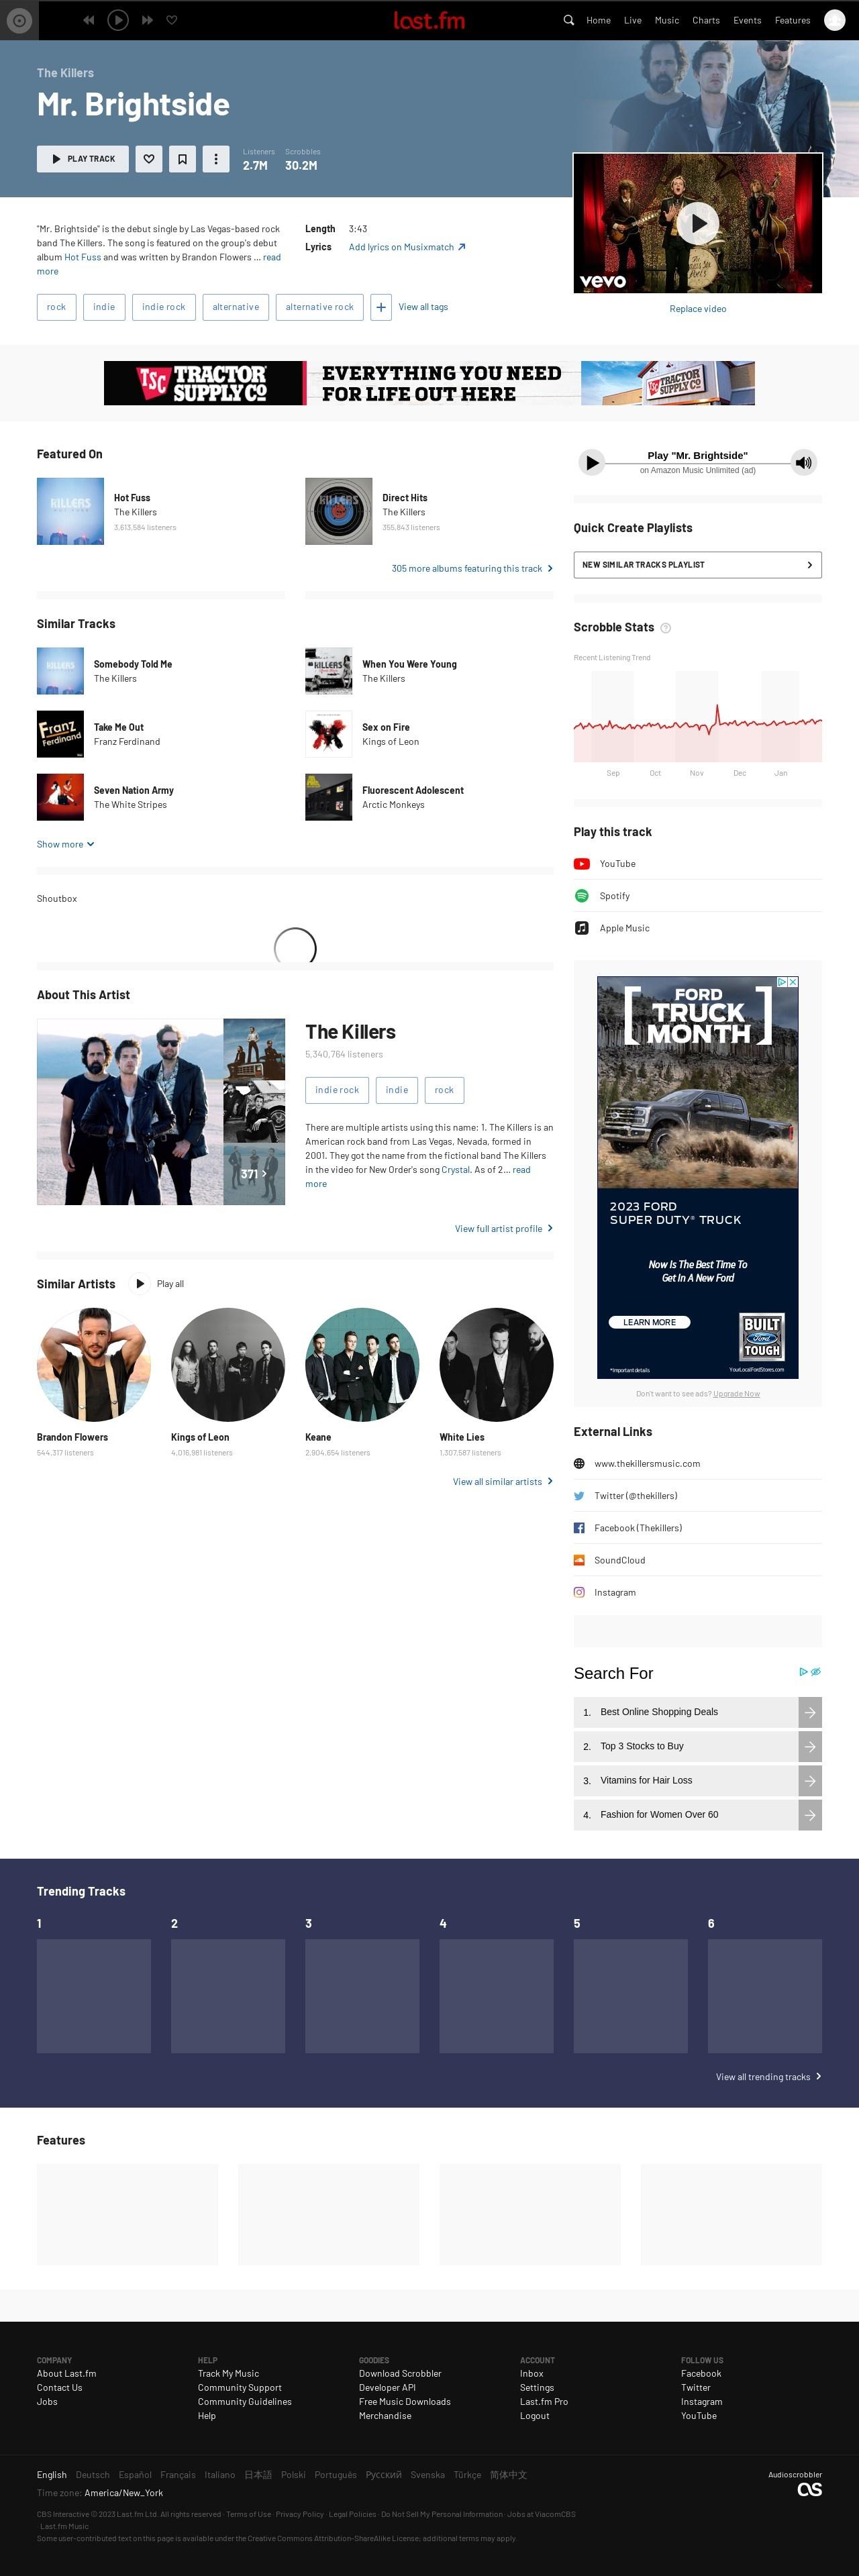 last.fm
Home
Live
Music
Charts
Events
Features
The Killers
Mr. Brightside
PLAY TRACK
Listeners
2.7M
Scrobbles
30.2M
"Mr. Brightside" is the debut single by Las Vegas-based rock
band The Killers. The song is featured on the group's debut
album Hot Fuss and was written by Brandon Flowers … read
more
Length 3:43
Lyrics Add lyrics on Musixmatch
vevo
Replace video
rock
indie
indie rock
alternative
alternative rock
View all tags
TSC TRACTOR SUPPLY CO
EVERYTHING YOU NEED
FOR LIFE OUT HERE
TRACTOR SUPPLY CO
Featured On
Hot Fuss
The Killers
3,613,584 listeners
Direct Hits
The Killers
355,843 listeners
305 more albums featuring this track
Similar Tracks
Somebody Told Me
The Killers
When You Were Young
The Killers
Take Me Out
Franz Ferdinand
Sex on Fire
Kings of Leon
Seven Nation Army
The White Stripes
Fluorescent Adolescent
Arctic Monkeys
Show more
Shoutbox
About This Artist
371
The Killers
5,340,764 listeners
indie rock
indie
rock
There are multiple artists using this name: 1. The Killers is an
American rock band from Las Vegas, Nevada, formed in
2001. They got the name from the fictional band The Killers
in the video for New Order's song Crystal. As of 2… read
more
View full artist profile
Similar Artists
Play all
Brandon Flowers
544,317 listeners
Kings of Leon
4,016,981 listeners
Keane
2,904,654 listeners
White Lies
1,307,587 listeners
View all similar artists
Play "Mr. Brightside"
on Amazon Music Unlimited (ad)
Quick Create Playlists
NEW SIMILAR TRACKS PLAYLIST
Scrobble Stats ?
Recent Listening Trend
Sep
Oct
Nov
Dec
Jan
Play this track
YouTube
Spotify
Apple Music
FORD
TRUCK
MONTH
2023 FORD
SUPER DUTY® TRUCK
Now Is The Best Time To
Get In A New Ford
LEARN MORE
BUILT
Ford
TOUGH
*Important details
YourLocalFordStores.com
Don't want to see ads? Upgrade Now
External Links
www.thekillersmusic.com
Twitter (@thekillers)
Facebook (Thekillers)
SoundCloud
Instagram
Search For
1. Best Online Shopping Deals
2. Top 3 Stocks to Buy
3. Vitamins for Hair Loss
4. Fashion for Women Over 60
Trending Tracks
1
2
3
4
5
6
View all trending tracks
Features
COMPANY
About Last.fm
Contact Us
Jobs
HELP
Track My Music
Community Support
Community Guidelines
Help
GOODIES
Download Scrobbler
Developer API
Free Music Downloads
Merchandise
ACCOUNT
Inbox
Settings
Last.fm Pro
Logout
FOLLOW US
Facebook
Twitter
Instagram
YouTube
English Deutsch Español Français Italiano 日本語 Polski Português Русский Svenska Türkçe 简体中文
Time zone: America/New_York
Audioscrobbler
CBS Interactive © 2023 Last.fm Ltd. All rights reserved · Terms of Use · Privacy Policy · Legal Policies · Do Not Sell My Personal Information · Jobs at ViacomCBS
· Last.fm Music
Some user-contributed text on this page is available under the Creative Commons Attribution-ShareAlike License; additional terms may apply.